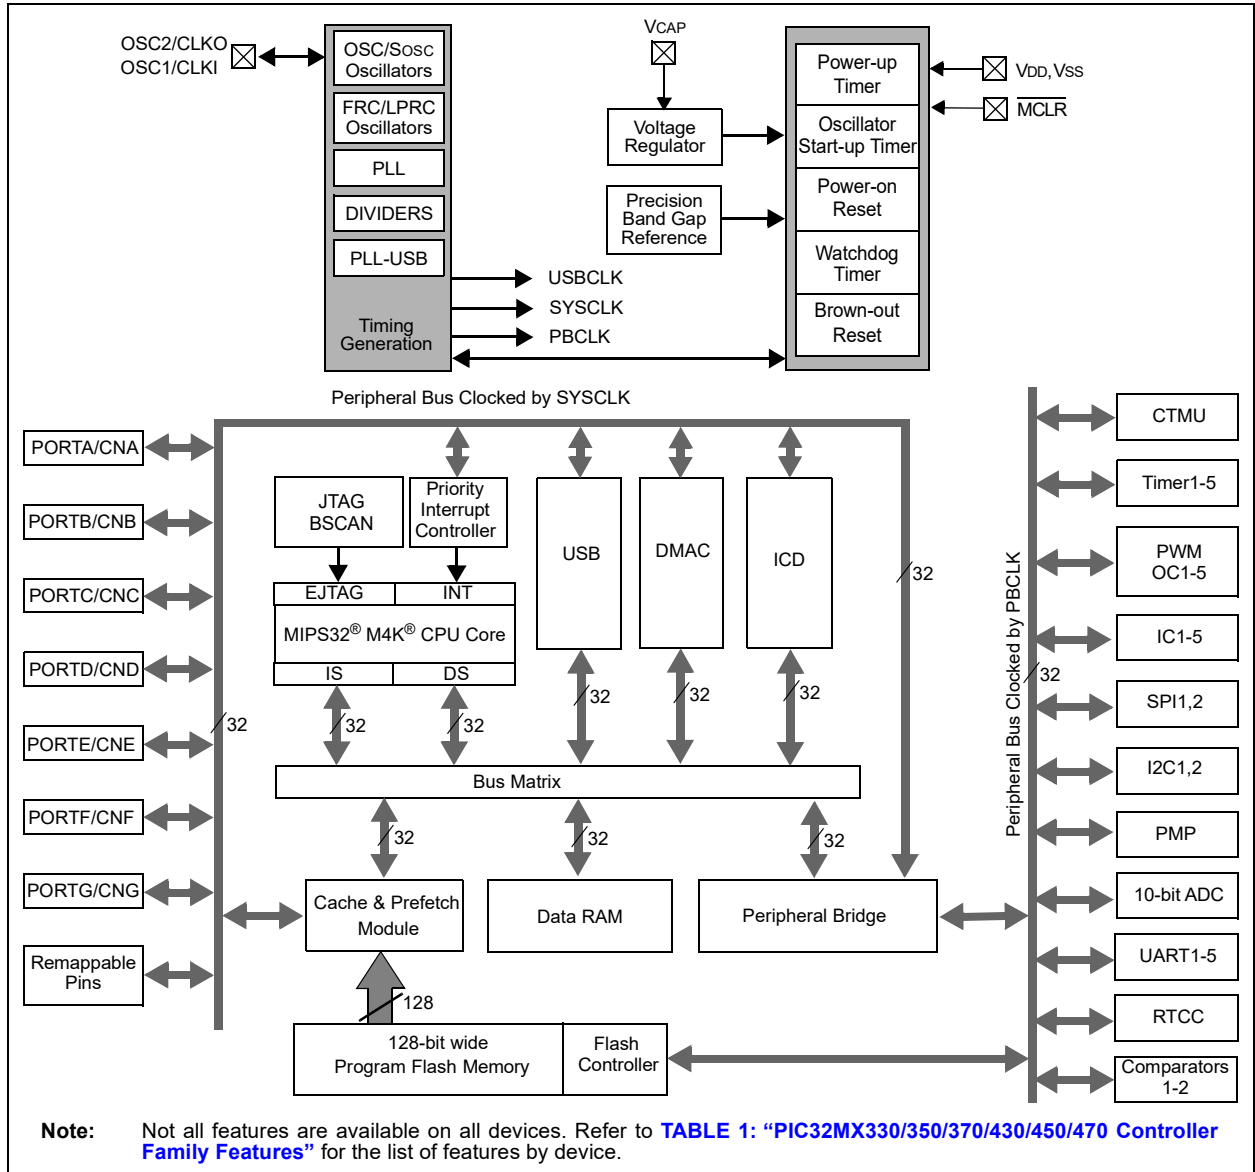 OSC2/CLKO
OSC1/CLKI
OSC/SOSC
Oscillators
FRC/LPRC
Oscillators
PLL
DIVIDERS
PLL-USB
Timing
Generation
USBCLK
SYSCLK
PBCLK
VCAP
Voltage
Regulator
Precision
Band Gap
Reference
Power-up
Timer
Oscillator
Start-up Timer
Power-on
Reset
Watchdog
Timer
Brown-out
Reset
VDD, VSS
MCLR
Peripheral Bus Clocked by SYSCLK
PORTA/CNA
PORTB/CNB
PORTC/CNC
PORTD/CND
PORTE/CNE
PORTF/CNF
PORTG/CNG
Remappable
Pins
32
JTAG
BSCAN
Priority
Interrupt
Controller
EJTAG
INT
MIPS32® M4K® CPU Core
IS
DS
USB
DMAC
ICD
32
32
32
32
32
32
Bus Matrix
32
32
32
Cache & Prefetch
Module
Data RAM
Peripheral Bridge
128
128-bit wide
Program Flash Memory
Flash
Controller
Peripheral Bus Clocked by PBCLK
32
CTMU
Timer1-5
PWM
OC1-5
IC1-5
SPI1,2
I2C1,2
PMP
10-bit ADC
UART1-5
RTCC
Comparators
1-2
Note: Not all features are available on all devices. Refer to TABLE 1: “PIC32MX330/350/370/430/450/470 Controller
Family Features” for the list of features by device.